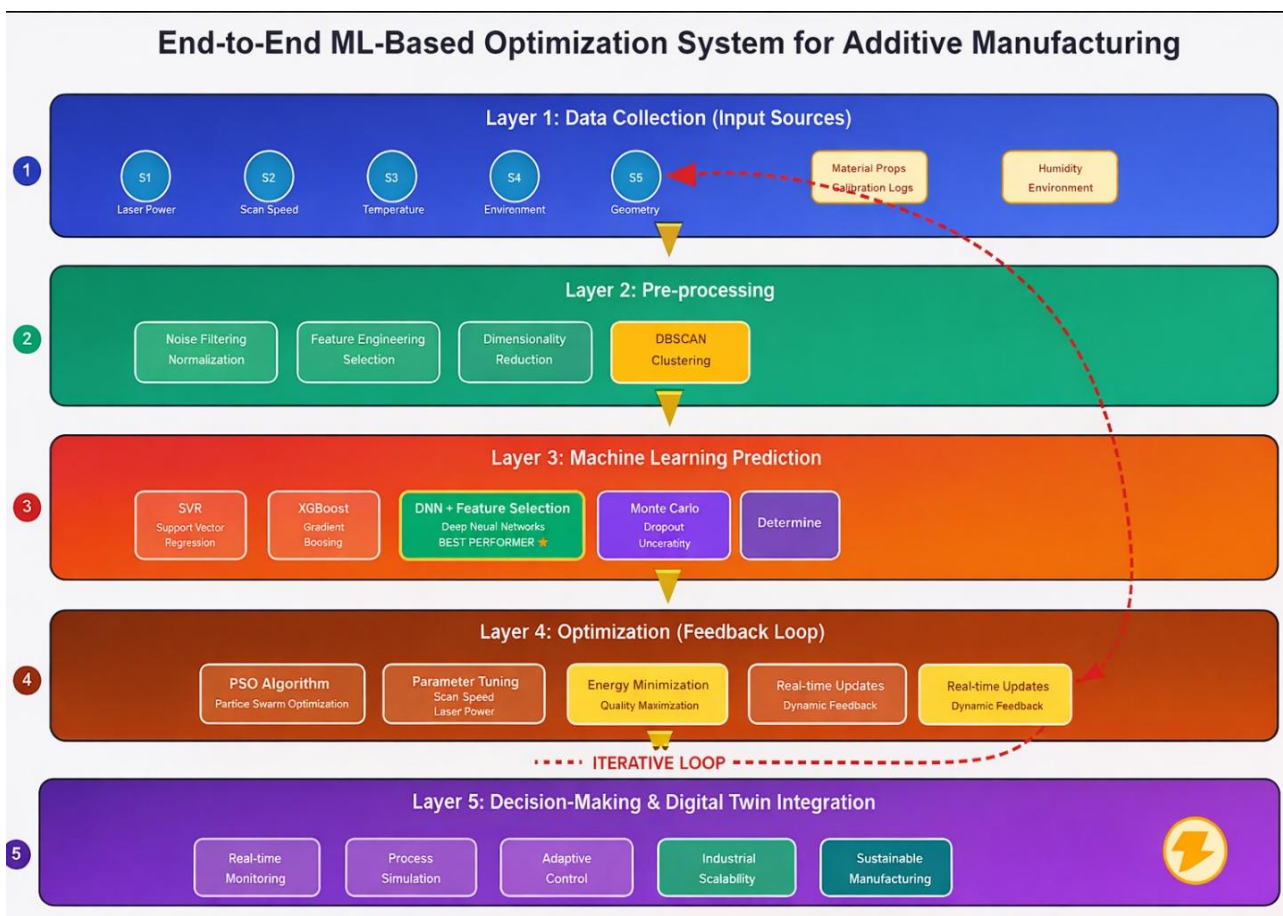 End-to-End ML-Based Optimization System for Additive Manufacturing
1
Layer 1: Data Collection (Input Sources)
S1
Laser Power
S2
Scan Speed
S3
Temperature
S4
Environment
S5
Geometry
Material Props
Calibration Logs
Humidity
Environment
2
Layer 2: Pre-processing
Noise Filtering
Normalization
Feature Engineering
Selection
Dimensionality
Reduction
DBSCAN
Clustering
3
Layer 3: Machine Learning Prediction
SVR
Support Vector
Regression
XGBoost
Gradient
Boosing
DNN + Feature Selection
Deep Neual Networks
BEST PERFORMER ★
Monte Carlo
Dropout
Unceratitty
Determine
4
Layer 4: Optimization (Feedback Loop)
PSO Algorithm
Partice Swarm Optimization
Parameter Tuning
Scan Speed
Laser Power
Energy Minimization
Quality Maximzation
Real-time Updates
Dynamic Feedback
Real-time Updates
Dynamic Feedback
ITERATIVE LOOP
5
Layer 5: Decision-Making & Digital Twin Integration
Real-time
Monitoring
Process
Simulation
Adaptive
Control
Industrial
Scalability
Sustainable
Manufacturing